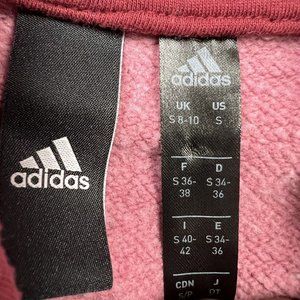 adidas
adidas
UK US
S 8-10 S
F D
S 36-
38 S 34-
36
I E
S 40-
42 S 34-
36
CDN J
S/P